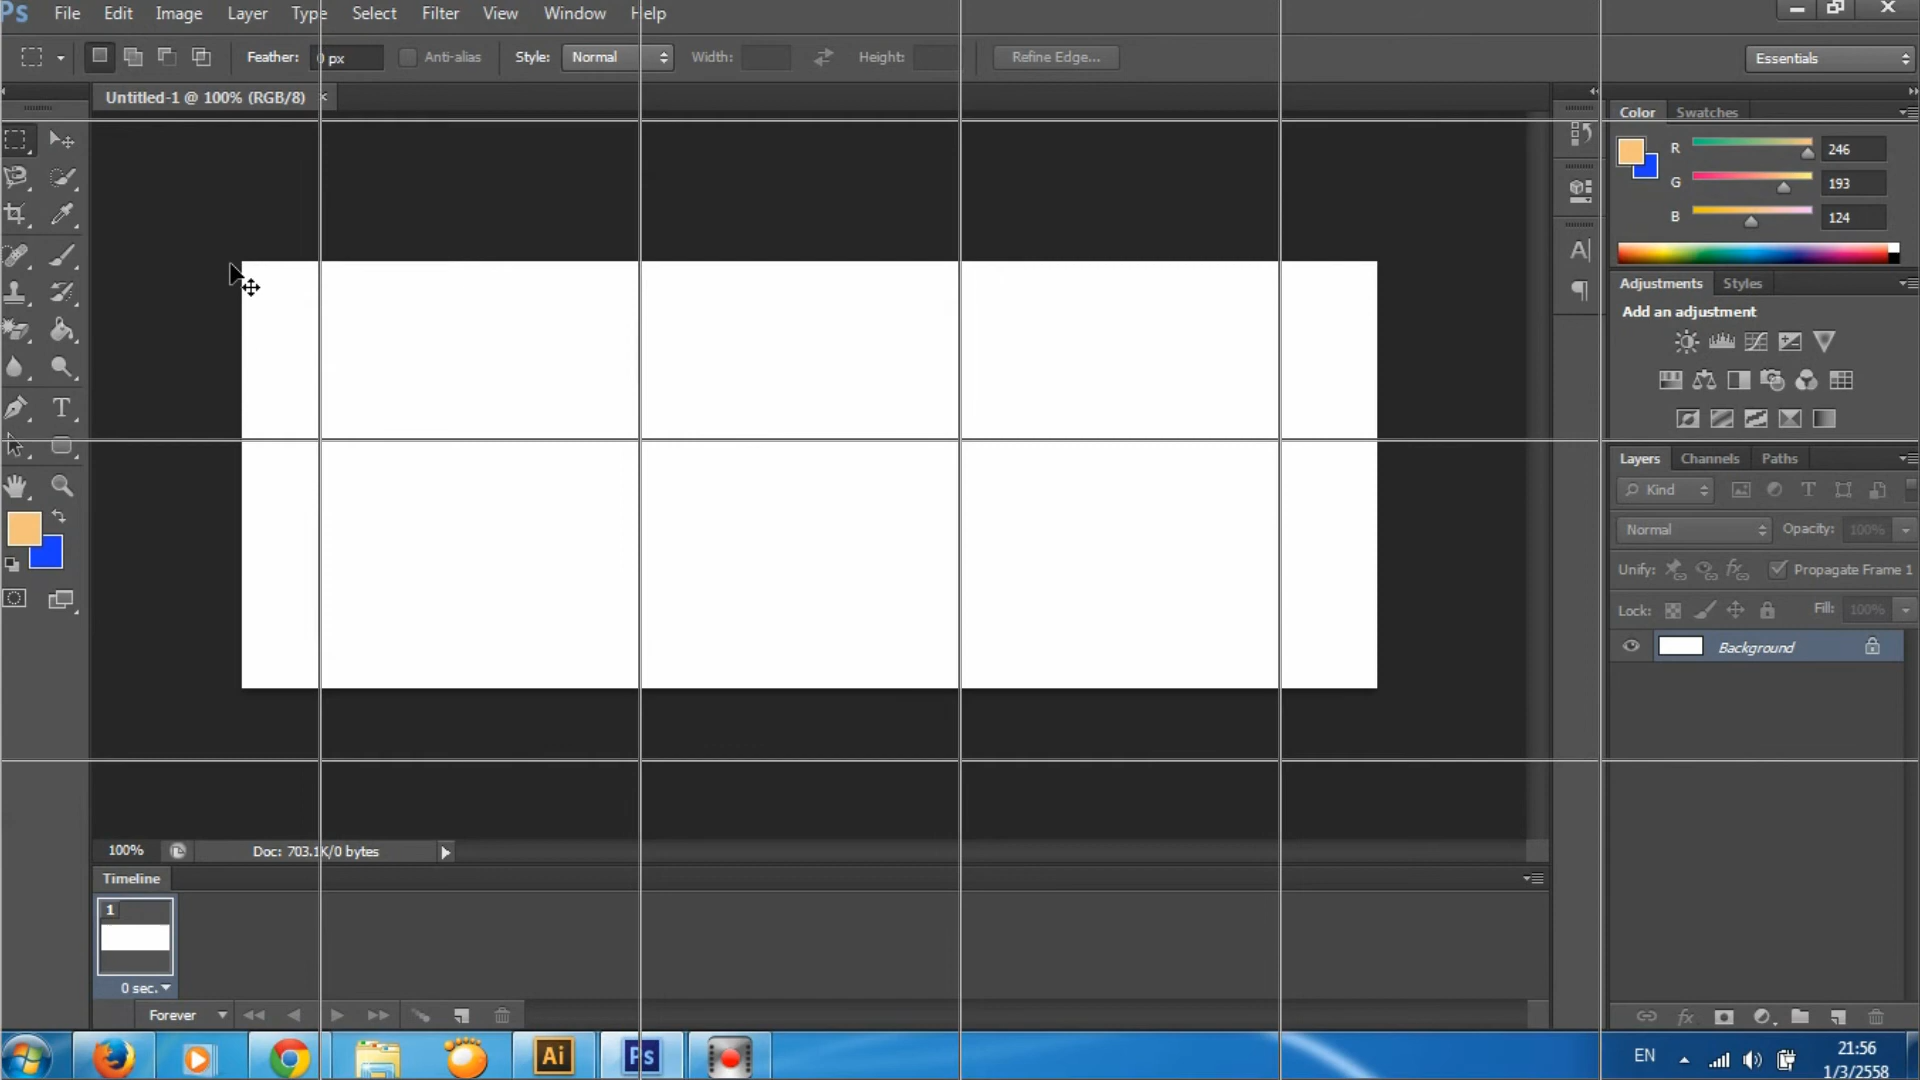 Ps File Edit Image Layer Type Select Filter View Window Help
Feather: 0 px Anti-alias Style: Normal Width: Height: Refine Edge... Essentials
Untitled-1 @ 100% (RGB/8) ×
Color Swatches
R 246
G 193
B 124
Adjustments Styles
Add an adjustment
Layers Channels Paths
Kind
Normal Opacity: 100%
Unify: Propagate Frame 1
Lock: Fill: 100%
Background
100% Doc: 703.1K/0 bytes
Timeline
1
0 sec.
Forever
Ai Ps
EN 21:56
1/3/2558